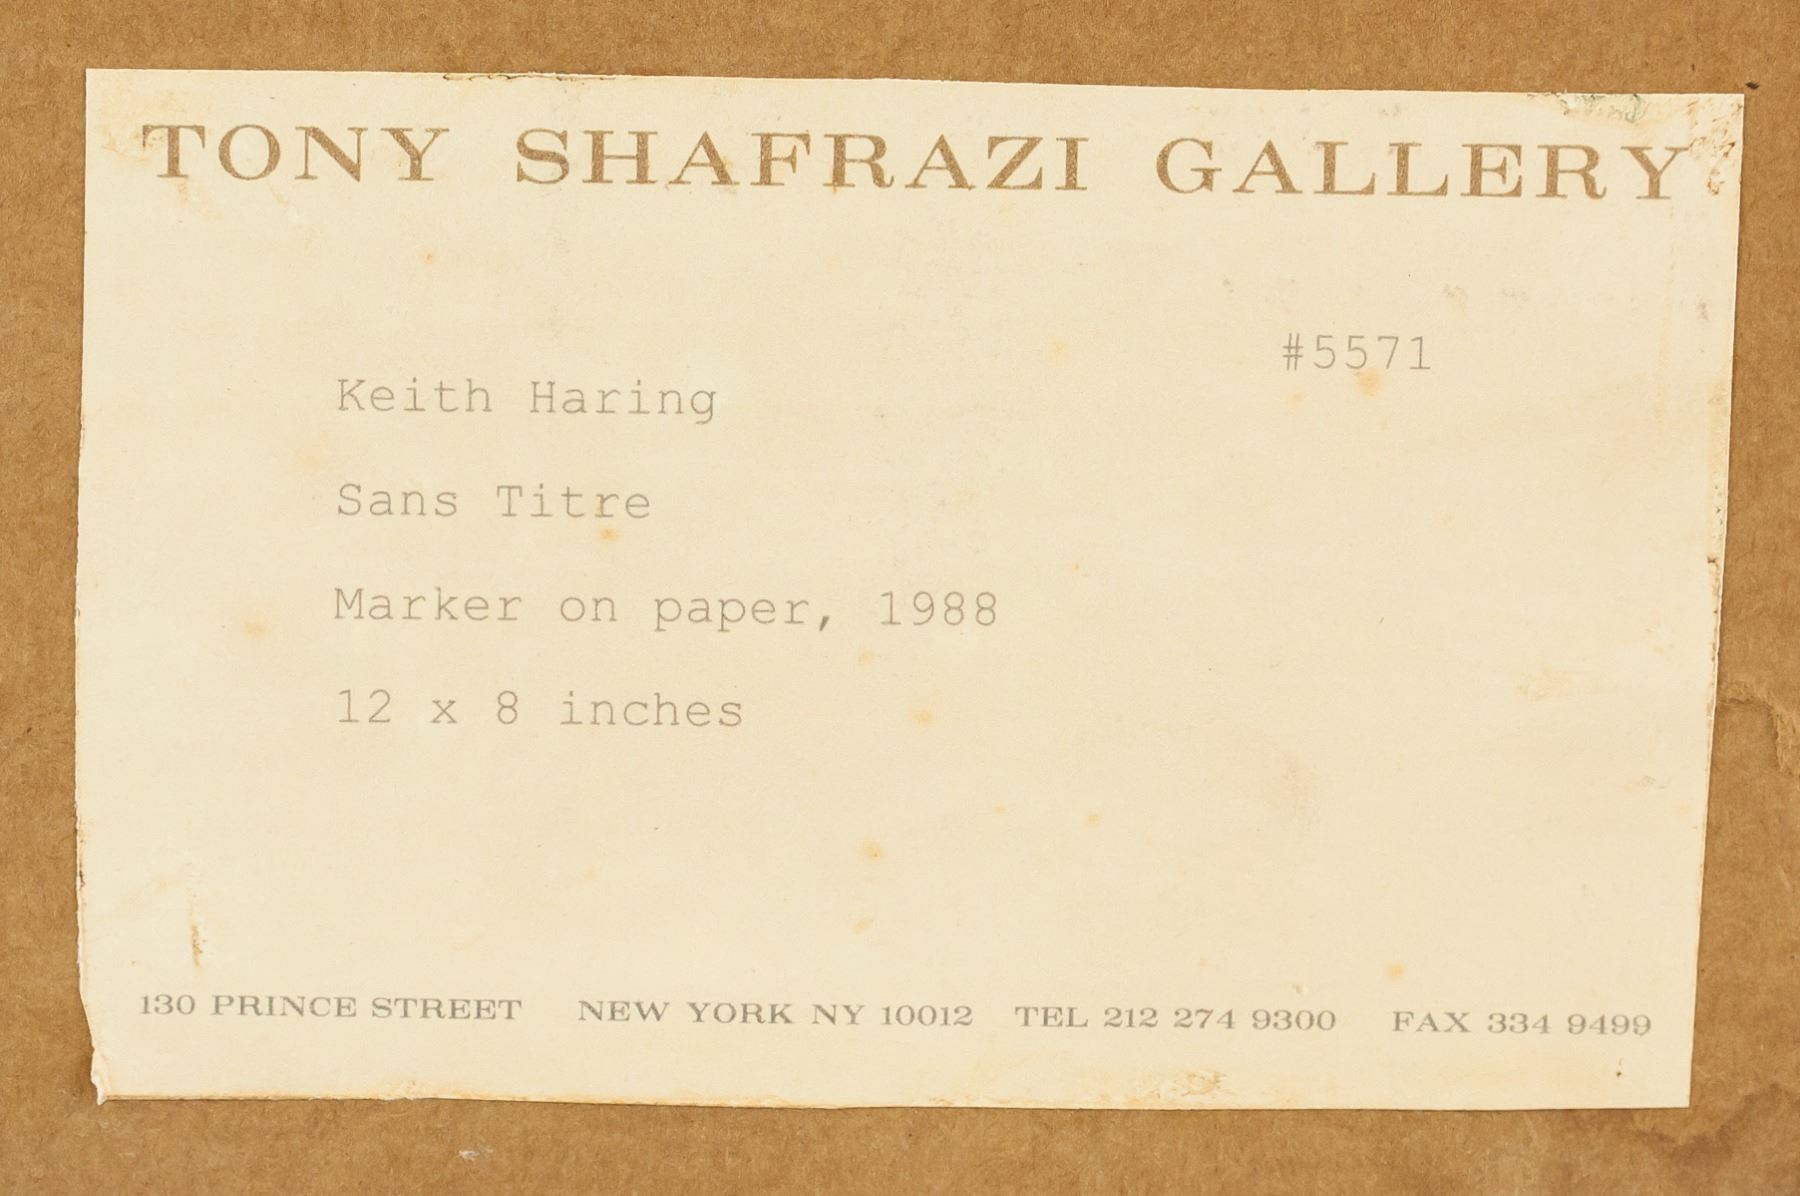 TONY SHAFRAZI GALLERY
#5571
Keith Haring
Sans Titre
Marker on paper, 1988
12 x 8 inches
130 PRINCE STREET NEW YORK NY 10012 TEL 212 274 9300 FAX 334 9499